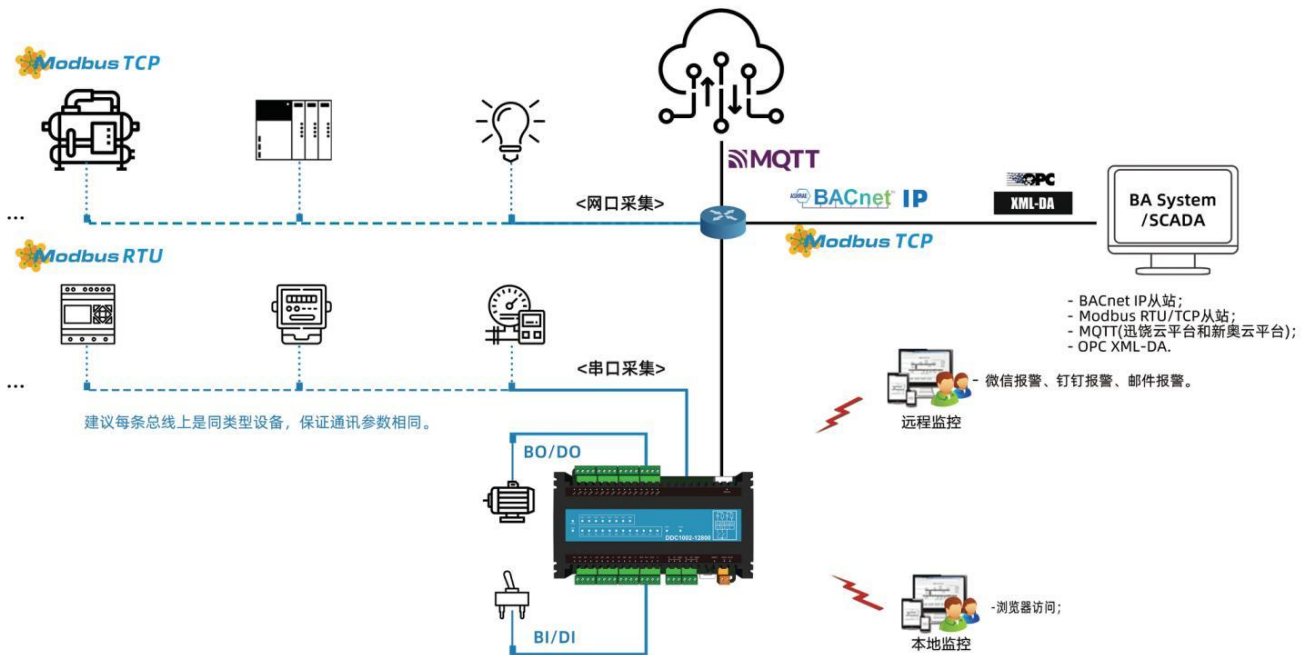 Modbus TCP
MQTT
ASHRAE BACnet™ IP
OPC
XML-DA
BA System
/SCADA
<网口采集>
...
Modbus RTU
Modbus TCP
- BACnet IP从站;
- Modbus RTU/TCP从站;
- MQTT(迅饶云平台和新奥云平台);
- OPC XML-DA.
<串口采集>
...
- 微信报警、钉钉报警、邮件报警。
远程监控
建议每条总线上是同类型设备，保证通讯参数相同。
BO/DO
DDC1002-12800
BI/DI
-浏览器访问;
本地监控